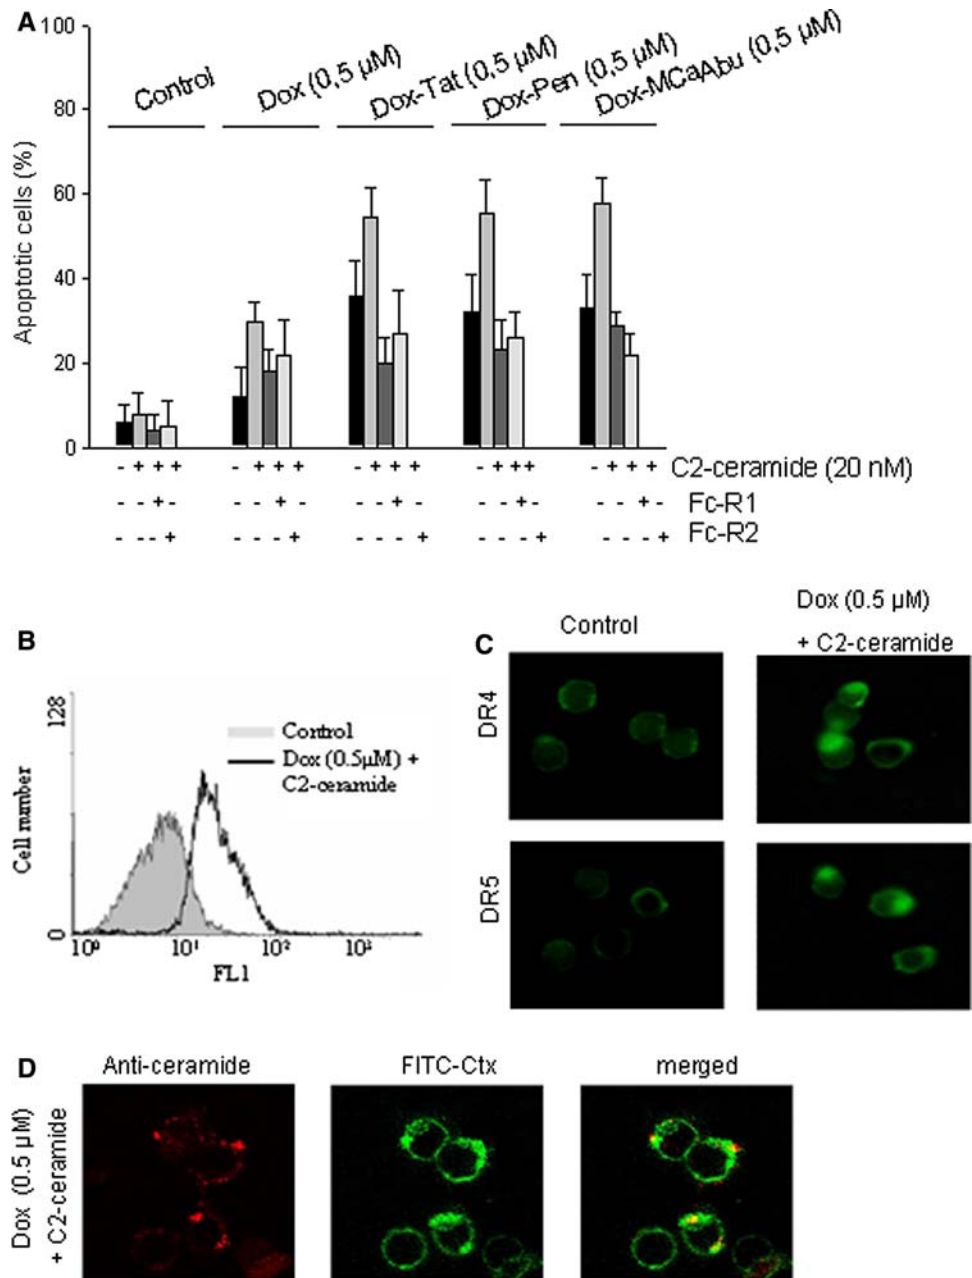 A
100
80
60
40
20
0
Apoptotic cells (%)
Control
Dox (0,5 µM)
Dox-Tat (0,5 µM)
Dox-Pen (0,5 µM)
Dox-MCaAbu (0,5 µM)
- + + + - + + + - + + + - + + + - + + + C2-ceramide (20 nM)
- - + - - - + - - - + - - - + - - - + - Fc-R1
- - - + - - - + - - - + - - - + - - - + Fc-R2
B
128
0
Cell number
Control
Dox (0.5µM) +
C2-ceramide
10⁰ 10¹ 10² 10³
FL1
C
Control
Dox (0.5 µM)
+ C2-ceramide
DR4
DR5
D
Anti-ceramide
FITC-Ctx
merged
Dox (0.5 µM)
+ C2-ceramide